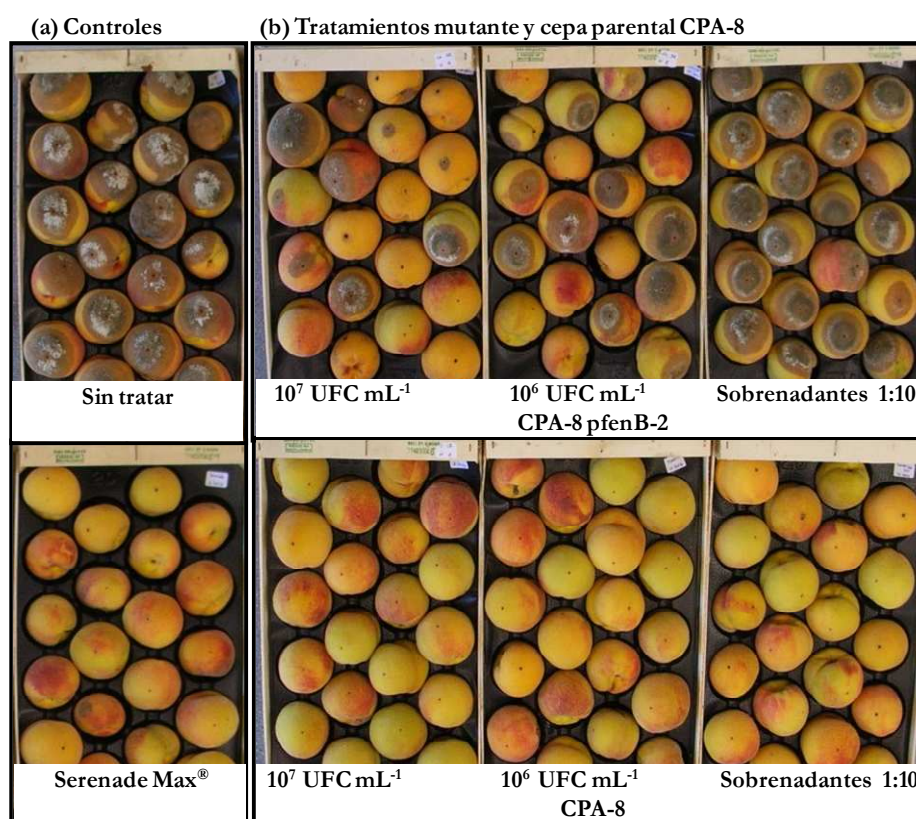 (a) Controles
(b) Tratamientos mutante y cepa parental CPA-8
Sin tratar
10⁷ UFC mL⁻¹
10⁶ UFC mL⁻¹
Sobrenadantes 1:10
CPA-8 pfenB-2
Serenade Max®
10⁷ UFC mL⁻¹
10⁶ UFC mL⁻¹
Sobrenadantes 1:10
CPA-8